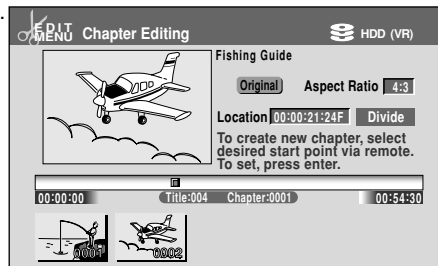 EDIT
MENU Chapter Editing
HDD (VR)
Fishing Guide
Original Aspect Ratio 4:3
Location 00:00:21:24F Divide
To create new chapter, select
desired start point via remote.
To set, press enter.
00:00:00 Title:004 Chapter:0001 00:54:30
0001 0002